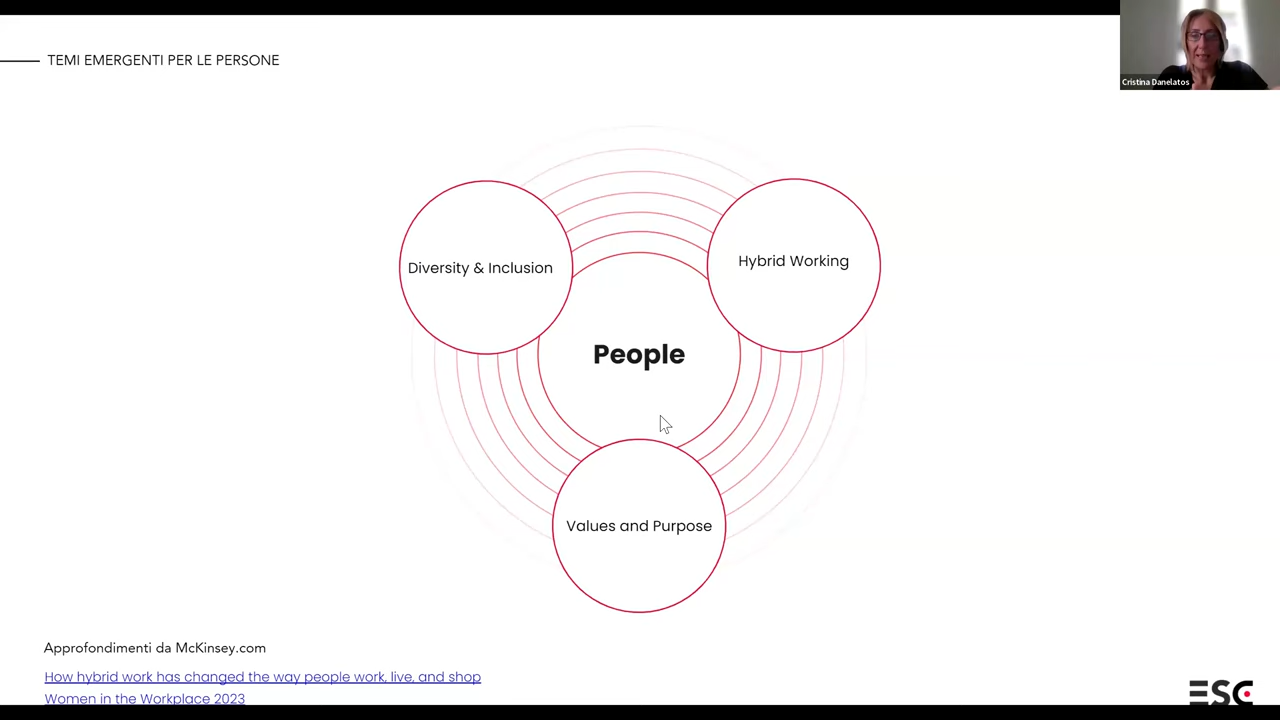 TEMI EMERGENTI PER LE PERSONE
Cristina Danelatos
Diversity & Inclusion
Hybrid Working
People
Values and Purpose
Approfondimenti da McKinsey.com
How hybrid work has changed the way people work, live, and shop
Women in the Workplace 2023
ESC